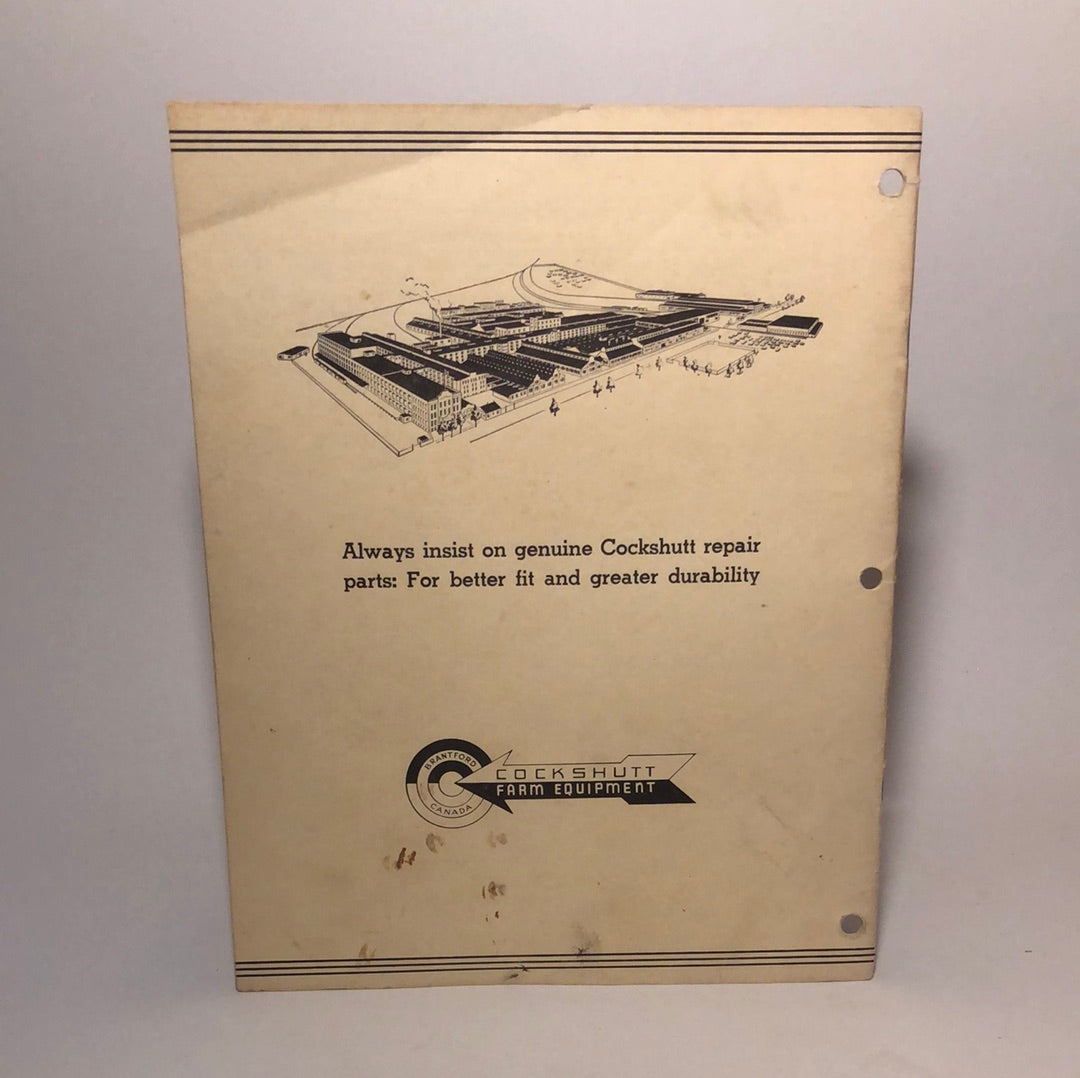 Always insist on genuine Cockshutt repair
parts: For better fit and greater durability
BRANTFORD
CANADA
COCKSHUTT
FARM EQUIPMENT